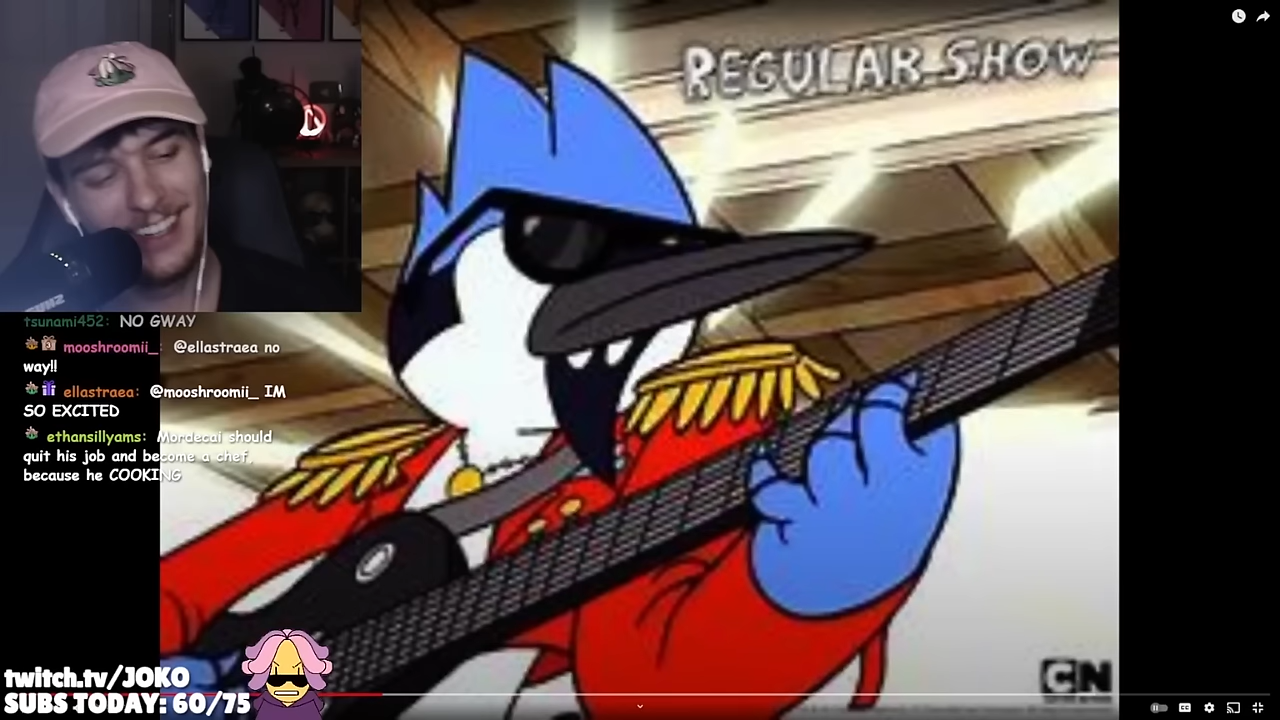 REGULAR SHOW
tsunami452: NO GWAY
mooshroomii_: @ellastraea no
way!!
ellastraea: @mooshroomii_ IM
SO EXCITED
ethansillyams: Mordecai should
quit his job and become a chef,
because he COOKING
twitch.tv/JOKO
SUBS TODAY: 60/75
CN